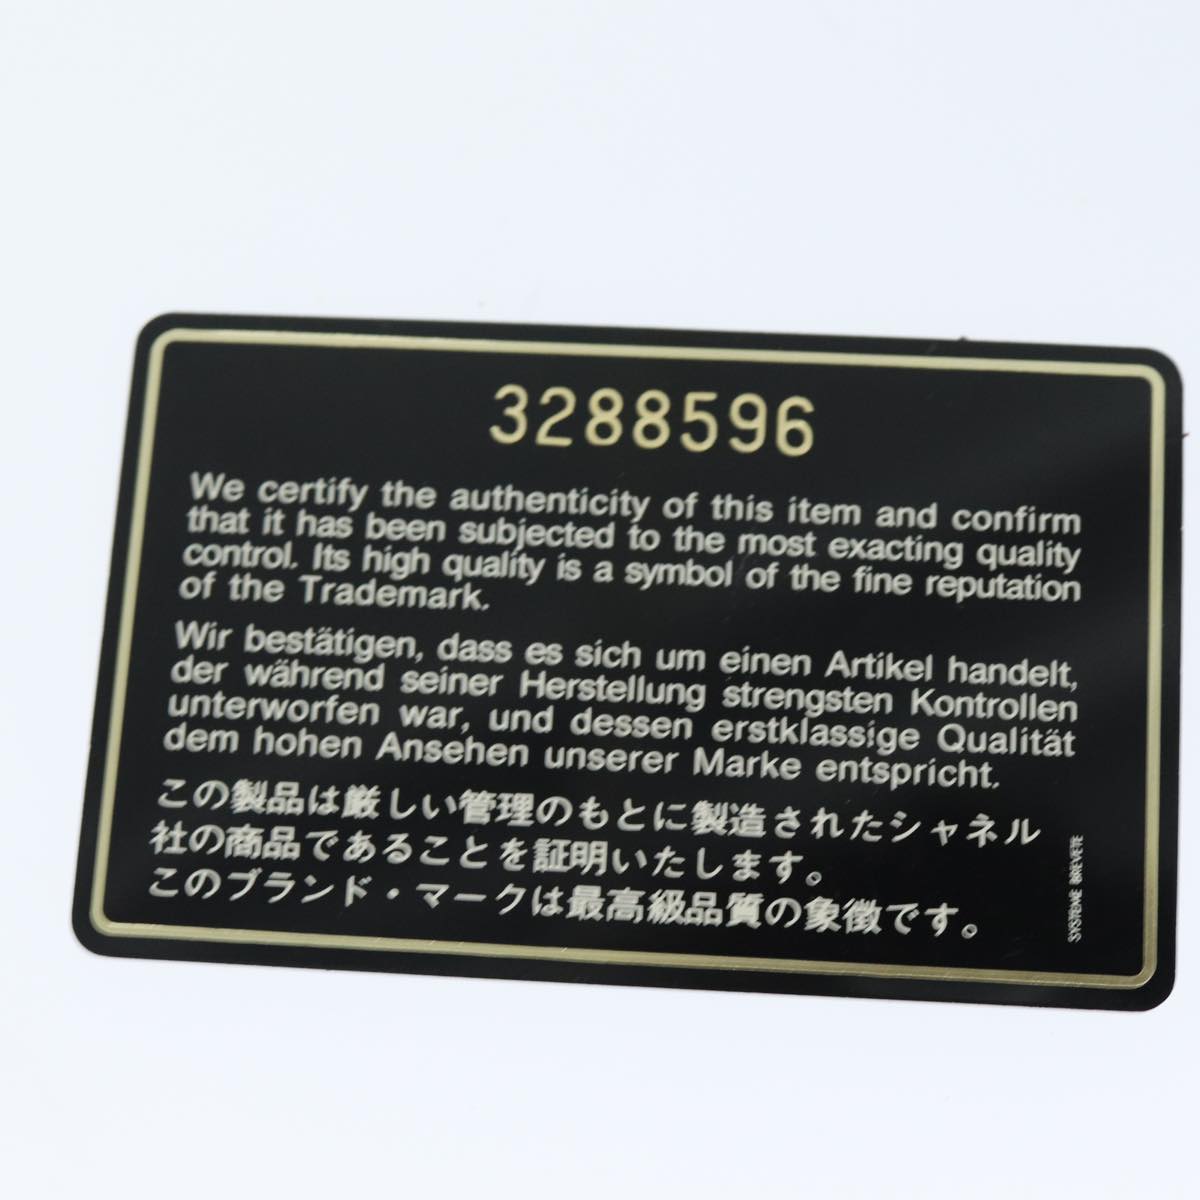 3288596
We certify the authenticity of this item and confirm
that it has been subjected to the most exacting quality
control. Its high quality is a symbol of the fine reputation
of the Trademark.
Wir bestätigen, dass es sich um einen Artikel handelt,
der während seiner Herstellung strengsten Kontrollen
unterworfen war, und dessen erstklassige Qualität
dem hohen Ansehen unserer Marke entspricht.
この製品は厳しい管理のもとに製造されたシャネル
社の商品であることを証明いたします。
このブランド・マークは最高級品質の象徴です。
SYSTEME BREVETE